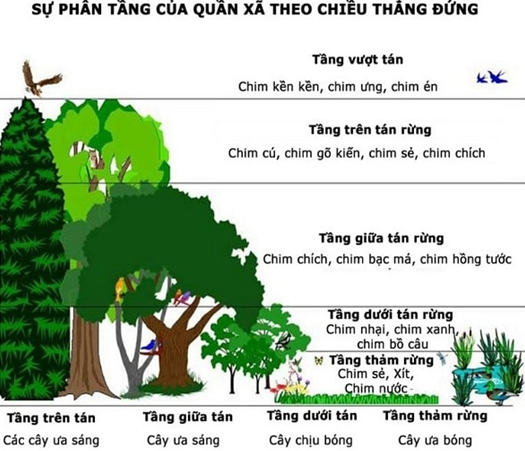 SỰ PHÂN TẦNG CỦA QUẦN XÃ THEO CHIỀU THẲNG ĐỨNG
Tầng vượt tán
Chim kền kền, chim ưng, chim én
Tầng trên tán rừng
Chim cú, chim gõ kiến, chim sẻ, chim chích
Tầng giữa tán rừng
Chim chích, chim bạc má, chim hồng tước
Tầng dưới tán rừng
Chim nhại, chim xanh,
chim bồ câu
Tầng thảm rừng
Chim sẻ, Xít,
Chim nước
Tầng trên tán
Các cây ưa sáng
Tầng giữa tán
Cây ưa sáng
Tầng dưới tán
Cây chịu bóng
Tầng thảm rừng
Cây ưa bóng